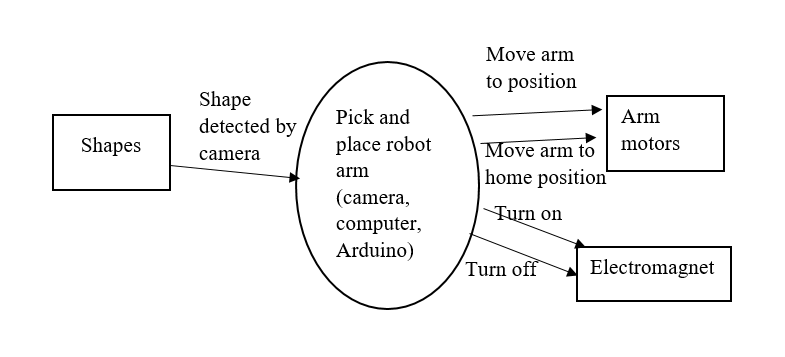 Shapes
Shape
detected by
camera
Pick and
place robot
arm
(camera,
computer,
Arduino)
Move arm
to position
Move arm to
home position
Turn on
Turn off
Arm
motors
Electromagnet